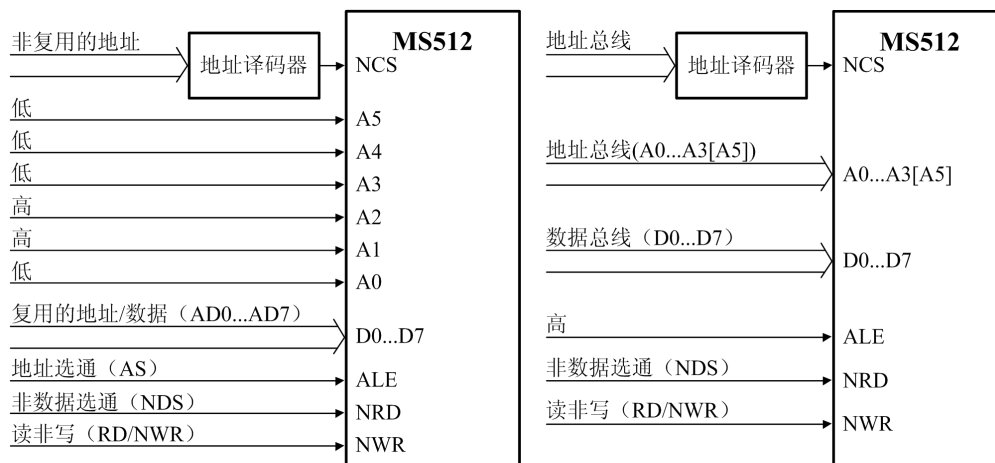 非复用的地址
地址译码器
MS512
NCS
低
A5
低
A4
低
A3
高
A2
高
A1
低
A0
复用的地址/数据（AD0...AD7）
D0...D7
地址选通（AS）
ALE
非数据选通（NDS）
NRD
读非写（RD/NWR）
NWR
地址总线
地址译码器
MS512
NCS
地址总线(A0...A3[A5])
A0...A3[A5]
数据总线（D0...D7）
D0...D7
高
ALE
非数据选通（NDS）
NRD
读非写（RD/NWR）
NWR